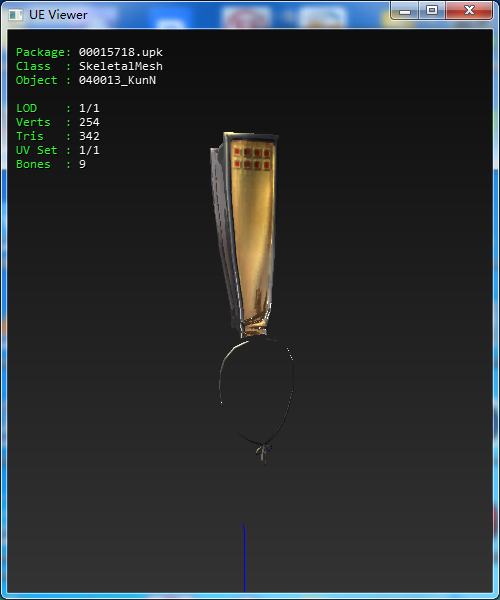 UE Viewer
Package: 00015718.upk
Class : SkeletalMesh
Object : 040013_KunN
LOD : 1/1
Verts : 254
Tris : 342
UV Set : 1/1
Bones : 9